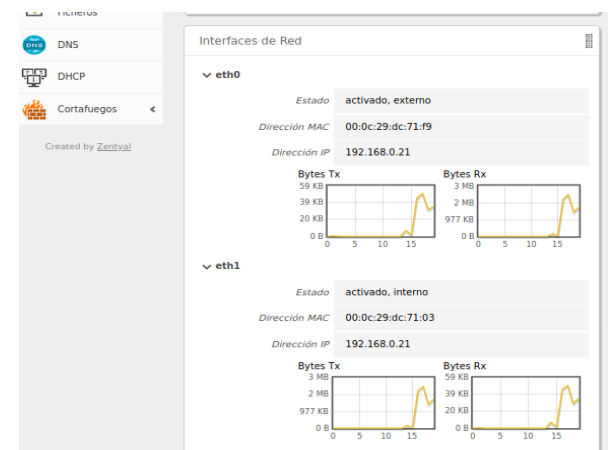 Ficheros
DNS
DNS
DHCP
Cortafuegos
Created by Zentyal
Interfaces de Red
eth0
Estado activado, externo
Dirección MAC 00:0c:29:dc:71:f9
Dirección IP 192.168.0.21
Bytes Tx Bytes Rx
59 KB 3 MB
39 KB 2 MB
20 KB 977 KB
0 B 0 B
0 5 10 15 0 5 10 15
eth1
Estado activado, interno
Dirección MAC 00:0c:29:dc:71:03
Dirección IP 192.168.0.21
Bytes Tx Bytes Rx
3 MB 59 KB
2 MB 39 KB
977 KB 20 KB
0 B 0 B
0 5 10 15 0 5 10 15